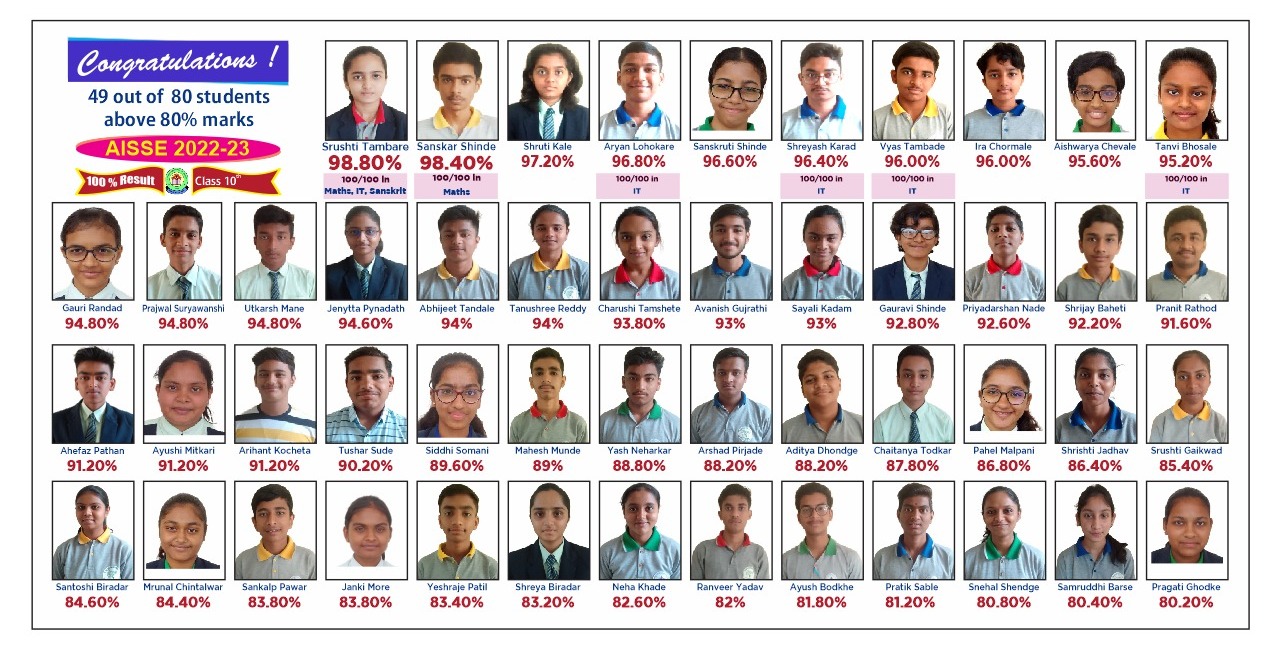 Congratulations !
49 out of 80 students
above 80% marks
AISSE 2022-23
100 % Result Class 10th
Srushti Tambare Sanskar Shinde Shruti Kale Aryan Lohokare Sanskruti Shinde Shreyash Karad Vyas Tambade Ira Chormale Aishwarya Chevale Tanvi Bhosale
98.80% 98.40% 97.20% 96.80% 96.60% 96.40% 96.00% 96.00% 95.60% 95.20%
100/100 in 100/100 in 100/100 in 100/100 in 100/100 in 100/100 in
Maths, IT, Sanskrit Maths IT IT IT IT
Gauri Randad Prajwal Suryawanshi Utkarsh Mane Jenytta Pynadath Abhijeet Tandale Tanushree Reddy Charushi Tamshete Avanish Gujrathi Sayali Kadam Gauravi Shinde Priyadarshan Nade Shrijay Baheti Pranit Rathod
94.80% 94.80% 94.80% 94.60% 94% 94% 93.80% 93% 93% 92.80% 92.60% 92.20% 91.60%
Ahefaz Pathan Ayushi Mitkari Arihant Kocheta Tushar Sude Siddhi Somani Mahesh Munde Yash Neharkar Arshad Pirjade Aditya Dhondge Chaitanya Todkar Pahel Malpani Shrishti Jadhav Srushti Gaikwad
91.20% 91.20% 91.20% 90.20% 89.60% 89% 88.80% 88.20% 88.20% 87.80% 86.80% 86.40% 85.40%
Santoshi Biradar Mrunal Chintalwar Sankalp Pawar Janki More Yeshraje Patil Shreya Biradar Neha Khade Ranveer Yadav Ayush Bodkhe Pratik Sable Snehal Shendge Samruddhi Barse Pragati Ghodke
84.60% 84.40% 83.80% 83.80% 83.40% 83.20% 82.60% 82% 81.80% 81.20% 80.80% 80.40% 80.20%